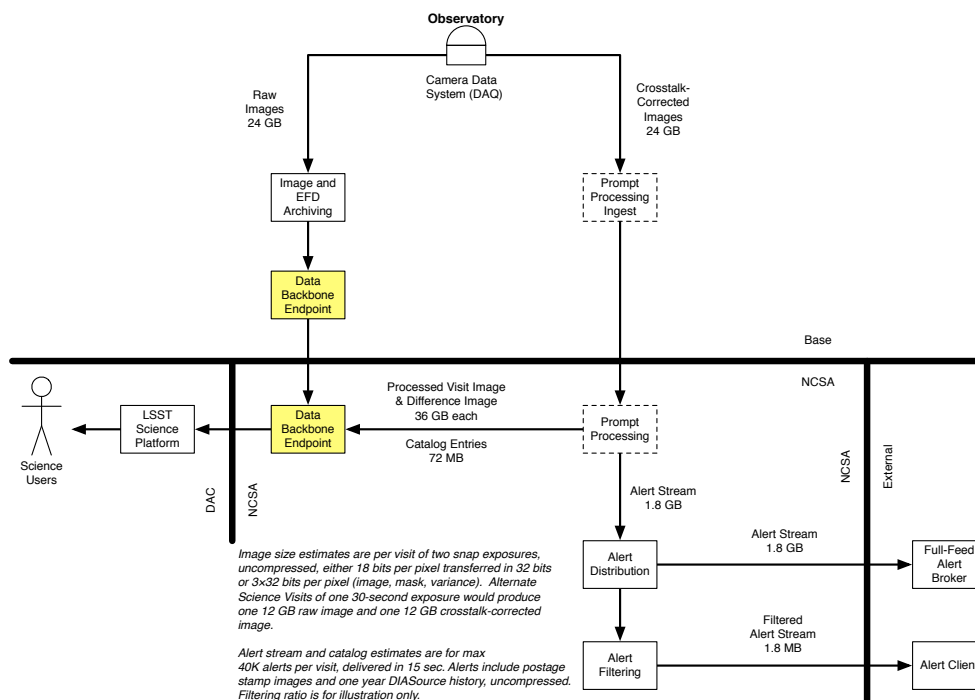 Observatory
Camera Data
System (DAQ)
Raw
Images
24 GB
Crosstalk-
Corrected
Images
24 GB
Image and
EFD
Archiving
Prompt
Processing
Ingest
Data
Backbone
Endpoint
Base
NCSA
Science
Users
LSST
Science
Platform
DAC
NCSA
Data
Backbone
Endpoint
Processed Visit Image
& Difference Image
36 GB each
Catalog Entries
72 MB
Prompt
Processing
NCSA
External
Alert Stream
1.8 GB
Alert
Distribution
Alert Stream
1.8 GB
Full-Feed
Alert
Broker
Alert
Filtering
Filtered
Alert Stream
1.8 MB
Alert Client
Image size estimates are per visit of two snap exposures,
uncompressed, either 18 bits per pixel transferred in 32 bits
or 3×32 bits per pixel (image, mask, variance). Alternate
Science Visits of one 30-second exposure would produce
one 12 GB raw image and one 12 GB crosstalk-corrected
image.
Alert stream and catalog estimates are for max
40K alerts per visit, delivered in 15 sec. Alerts include postage
stamp images and one year DIASource history, uncompressed.
Filtering ratio is for illustration only.